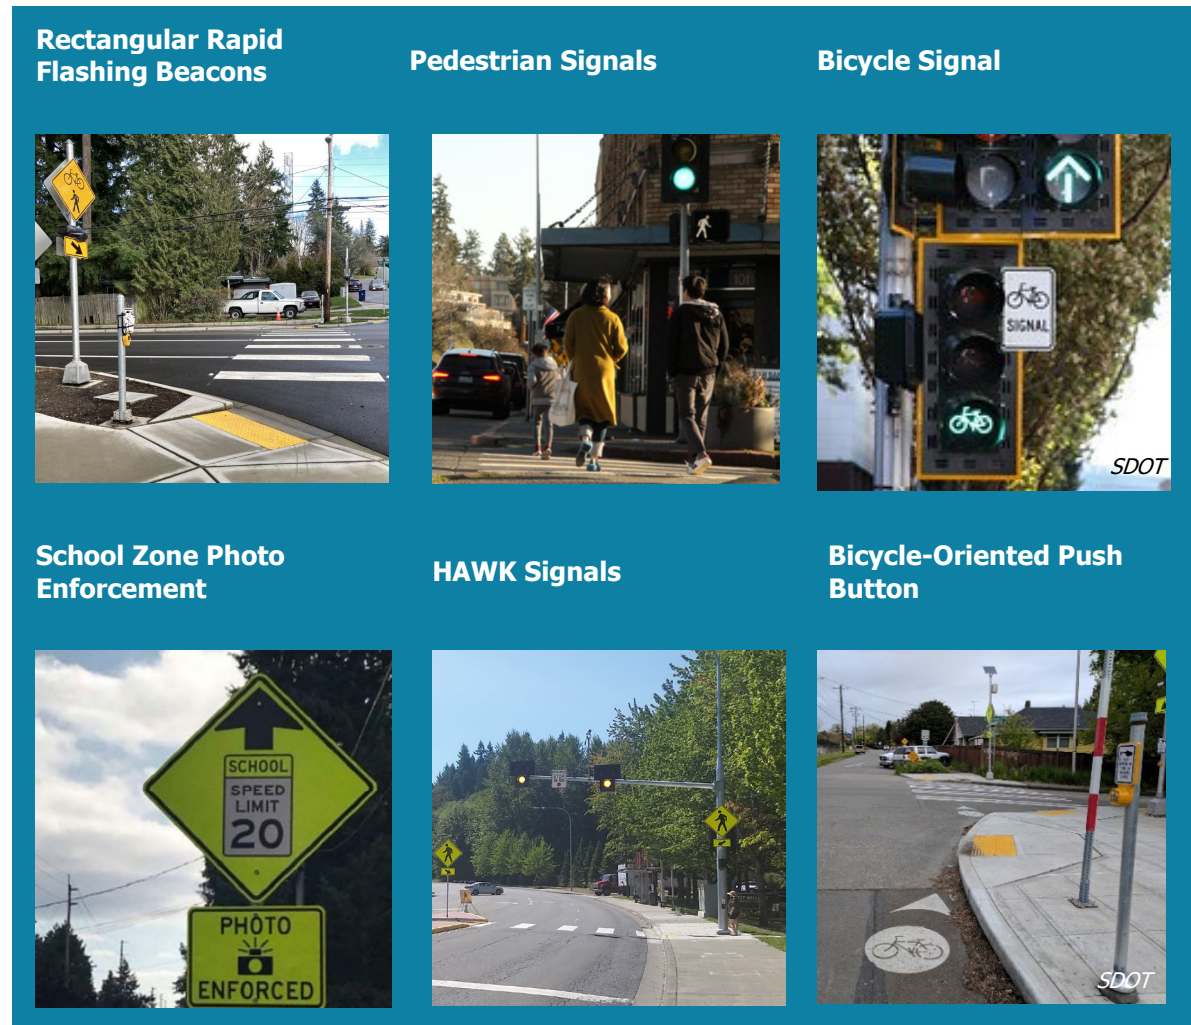 Rectangular Rapid
Flashing Beacons
Pedestrian Signals
Bicycle Signal
SIGNAL
SDOT
School Zone Photo
Enforcement
HAWK Signals
Bicycle-Oriented Push
Button
SCHOOL
SPEED
LIMIT
20
PHOTO
ENFORCED
SDOT